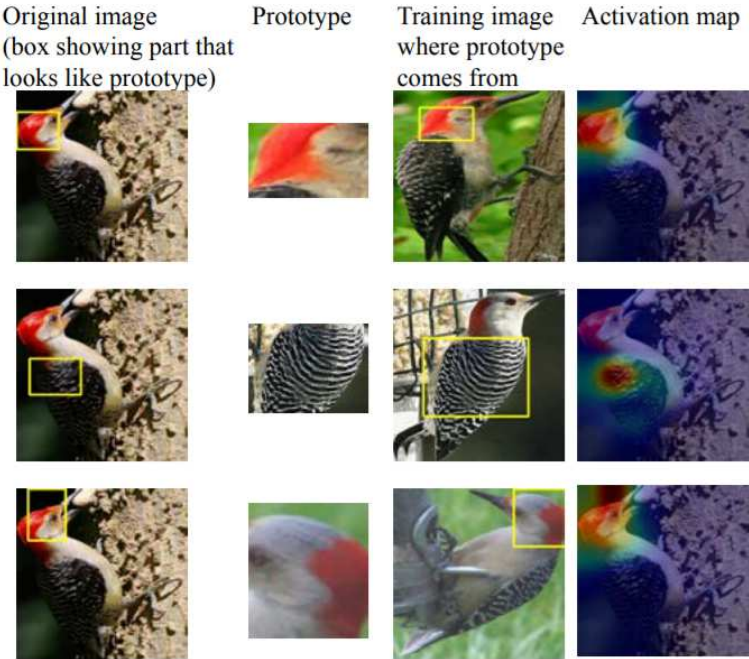 Original image
(box showing part that
looks like prototype)
Prototype
Training image
where prototype
comes from
Activation map